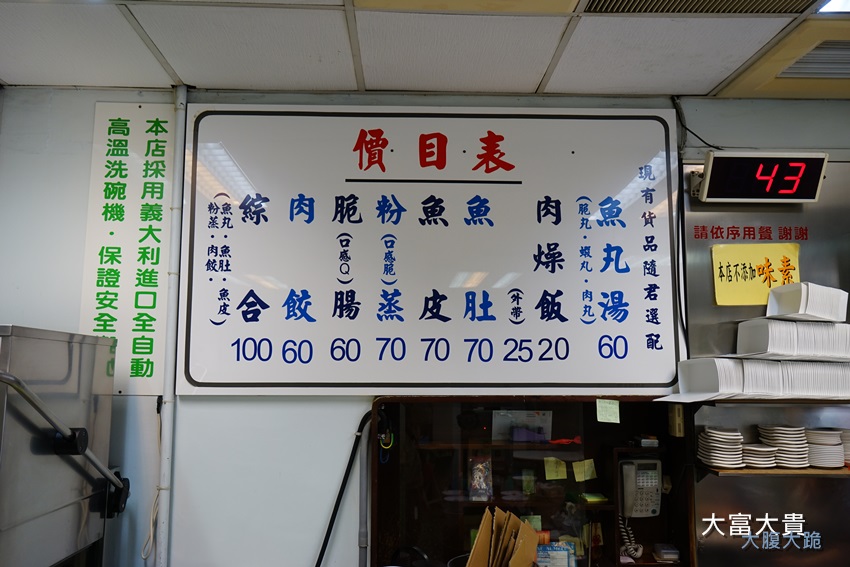 價目表
現有貨品隨君選配
魚丸湯
(脆丸·蝦丸·肉丸)
60
肉燥飯
20
(外帶)
25
魚肚
70
魚皮
70
粉蒸
(口感脆)
70
脆腸
(口感Q)
60
肉餃
60
綜合
(魚丸·魚肚·魚皮·
粉蒸·肉餃)
100
本店採用義大利進口全自動
高溫洗碗機·保證安全
43
請依序用餐 謝謝
本店不添加味素
大富大貴
大腹大跪